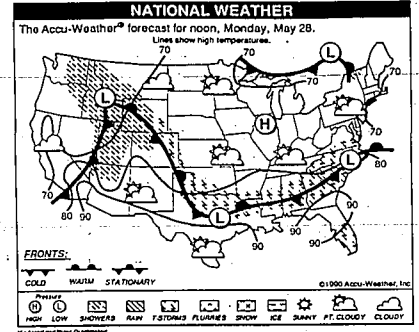 NATIONAL WEATHER
The Accu-Weather® forecast for noon, Monday, May 28.
Lines show high temperatures.
70
70
70
L
L
H
L
70
80
70
80
90
90
90
90
L
FRONTS:
COLD WARM STATIONARY
©1990 Accu-Weather, Inc
Pressure
H L
HIGH LOW SHOWERS RAIN T-STORMS FLURRIES SNOW ICE SUNNY PT. CLOUDY CLOUDY